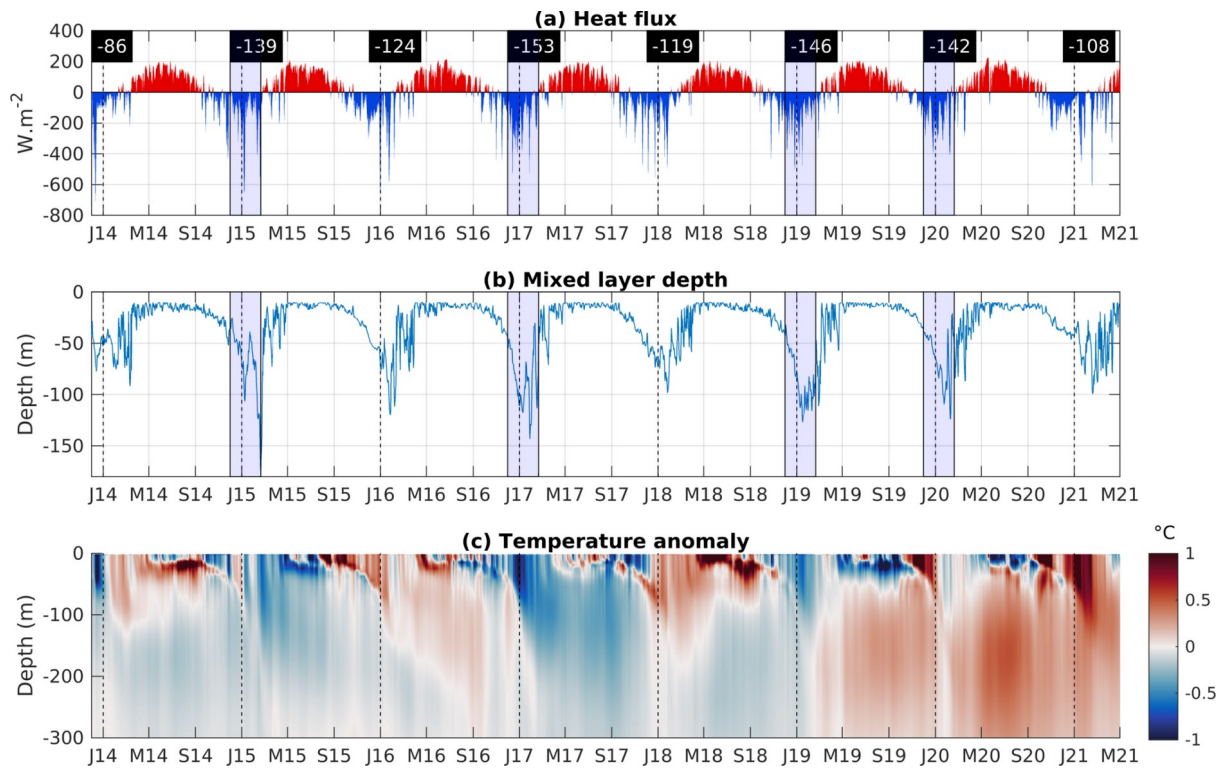 (a) Heat flux
-86 -139 -124 -153 -119 -146 -142 -108
400
200
0
-200
-400
-600
-800
W.m-2
J14 M14 S14 J15 M15 S15 J16 M16 S16 J17 M17 S17 J18 M18 S18 J19 M19 S19 J20 M20 S20 J21 M21
(b) Mixed layer depth
0
-50
-100
-150
Depth (m)
J14 M14 S14 J15 M15 S15 J16 M16 S16 J17 M17 S17 J18 M18 S18 J19 M19 S19 J20 M20 S20 J21 M21
(c) Temperature anomaly
°C
0
-100
-200
-300
Depth (m)
1
0.5
0
-0.5
-1
J14 M14 S14 J15 M15 S15 J16 M16 S16 J17 M17 S17 J18 M18 S18 J19 M19 S19 J20 M20 S20 J21 M21